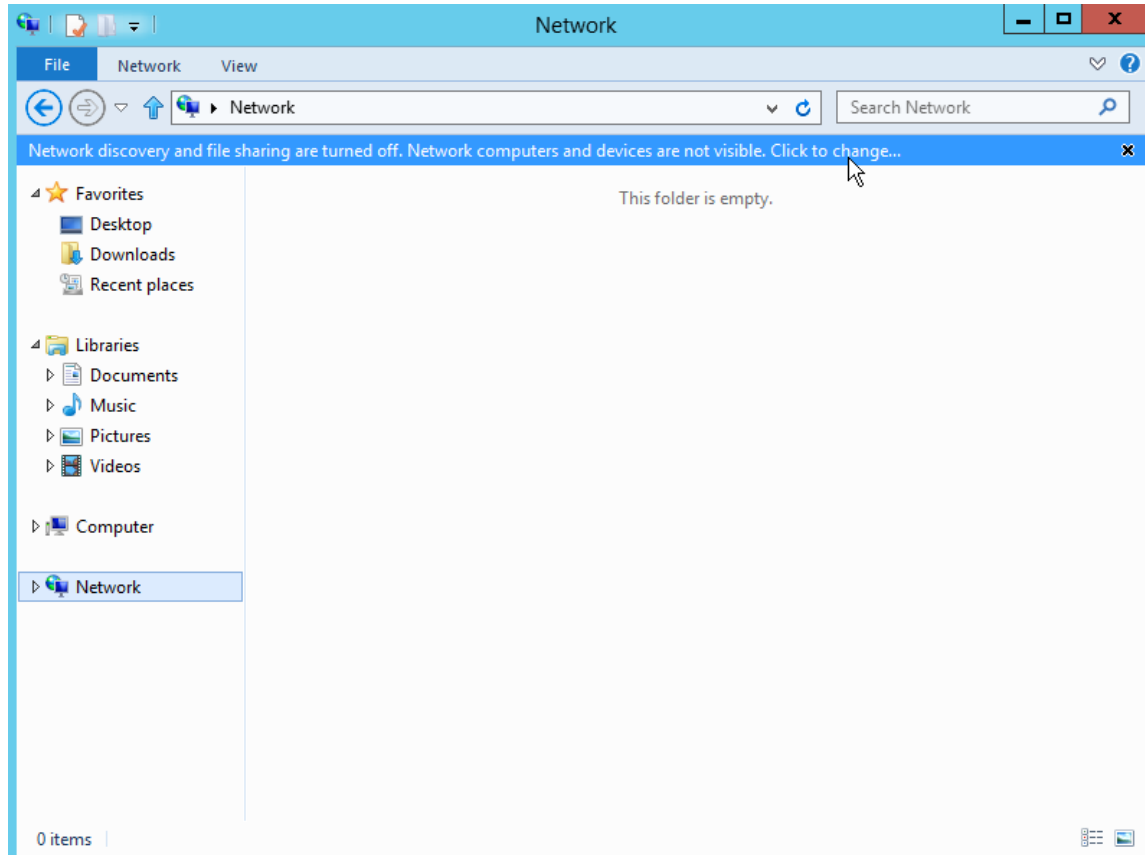 Network
File Network View
Network
Search Network
Network discovery and file sharing are turned off. Network computers and devices are not visible. Click to change...
Favorites
This folder is empty.
Desktop
Downloads
Recent places
Libraries
Documents
Music
Pictures
Videos
Computer
Network
0 items